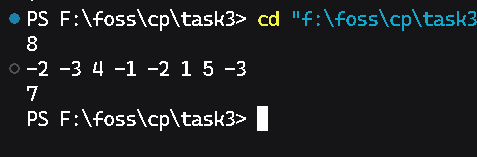 PS F:\foss\cp\task3> cd "f:\foss\cp\task3
8
-2 -3 4 -1 -2 1 5 -3
7
PS F:\foss\cp\task3>